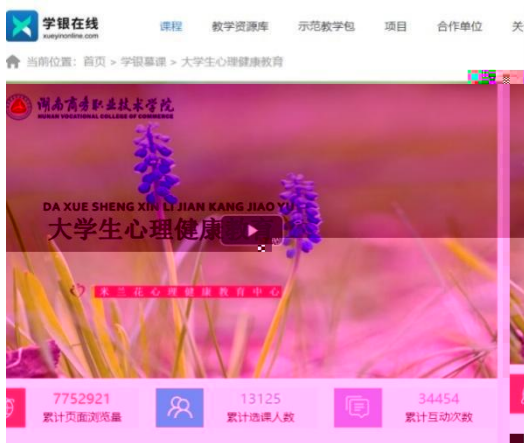 学银在线
xueyinonline.com
课程 教学资源库 示范教学包 项目 合作单位 关
当前位置: 首页 > 学银慕课 > 大学生心理健康教育
湖南商务职业技术学院
HUNAN VOCATIONAL COLLEGE OF COMMERCE
DA XUE SHENG XIN LI JIAN KANG JIAO YU
大学生心理健康
米兰花心理健康教育中心
7752921 13125 34454
累计页面浏览量 累计选课人数 累计互动次数